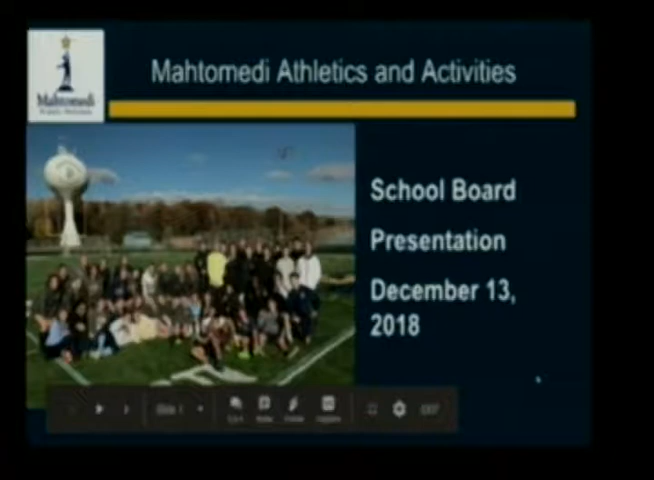 Mahtomedi Athletics and Activities
Mahtomedi
School Board
Presentation
December 13,
2018